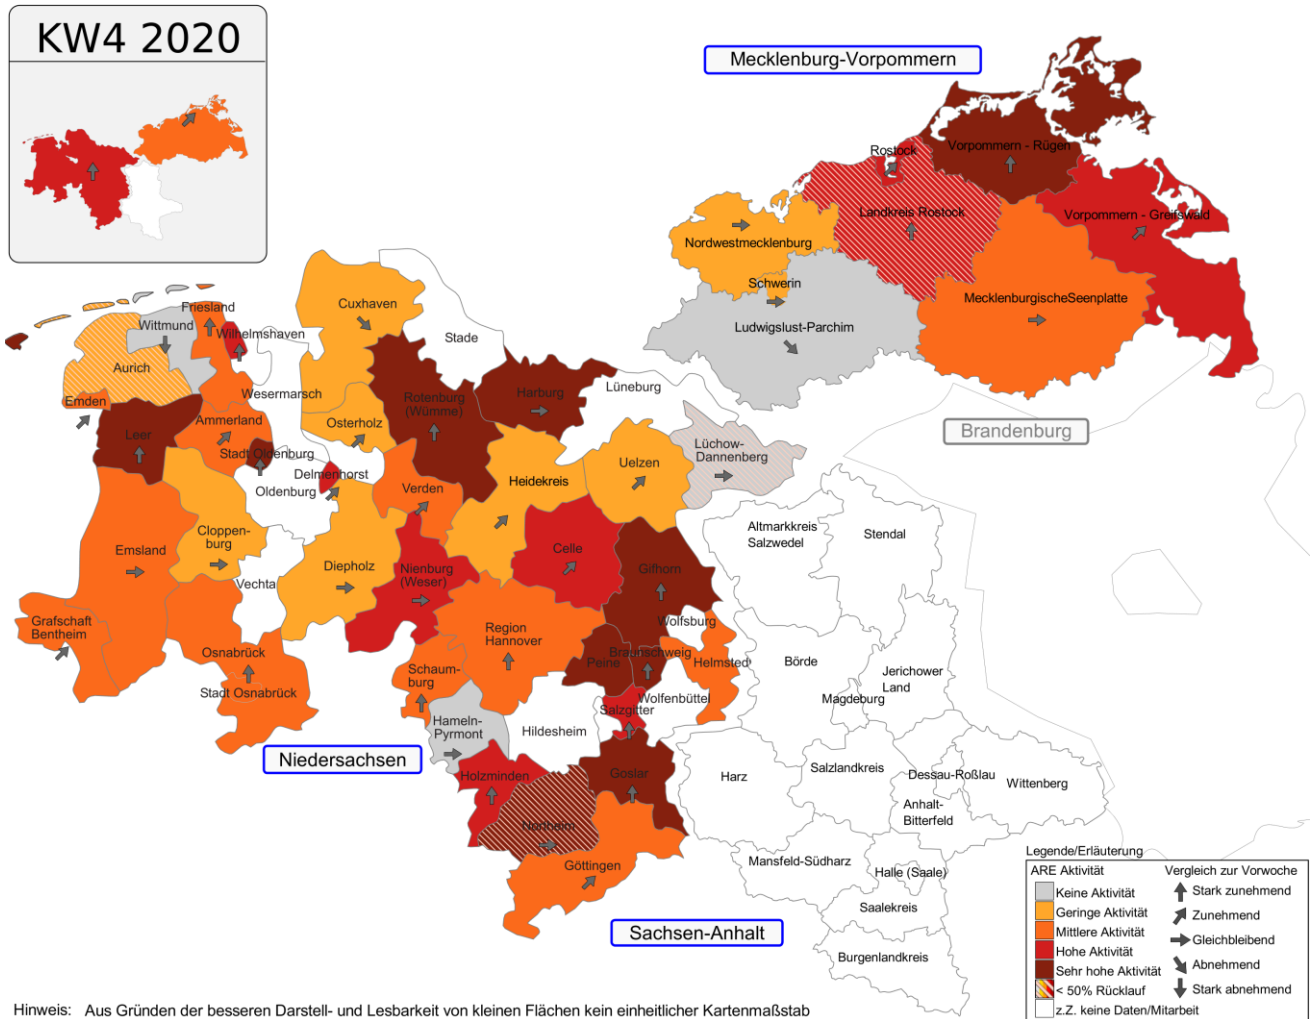 KW4 2020
Mecklenburg-Vorpommern
Rostock
Vorpommern - Rügen
Landkreis Rostock
Vorpommern - Greifswald
Nordwestmecklenburg
Schwerin
MecklenburgischeSeenplatte
Ludwigslust-Parchim
Brandenburg
Cuxhaven
Friesland
Wittmund
Wilhelmshaven
Stade
Aurich
Wesermarsch
Emden
Ammerland
Leer
Stadt Oldenburg
Oldenburg
Delmenhorst
Osterholz
Rotenburg
(Wümme)
Harburg
Lüneburg
Lüchow-
Dannenberg
Uelzen
Heidekreis
Verden
Cloppen-
burg
Emsland
Vechta
Diepholz
Nienburg
(Weser)
Celle
Gifhorn
Altmarkkreis
Salzwedel
Stendal
Grafschaft
Bentheim
Osnabrück
Stadt Osnabrück
Region
Hannover
Schaum-
burg
Wolfsburg
Braunschweig
Peine
Helmsted
Wolfenbüttel
Salzgitter
Börde
Jerichower
Land
Magdeburg
Hameln-
Pyrmont
Hildesheim
Niedersachsen
Holzminden
Goslar
Harz
Salzlandkreis
Dessau-Roßlau
Wittenberg
Anhalt-
Bitterfeld
Northeim
Göttingen
Mansfeld-Südharz
Halle (Saale)
Saalekreis
Burgenlandkreis
Sachsen-Anhalt
Legende/Erläuterung
ARE Aktivität
Keine Aktivität
Geringe Aktivität
Mittlere Aktivität
Hohe Aktivität
Sehr hohe Aktivität
< 50% Rücklauf
z.Z. keine Daten/Mitarbeit
Vergleich zur Vorwoche
Stark zunehmend
Zunehmend
Gleichbleibend
Abnehmend
Stark abnehmend
Hinweis: Aus Gründen der besseren Darstell- und Lesbarkeit von kleinen Flächen kein einheitlicher Kartenmaßstab